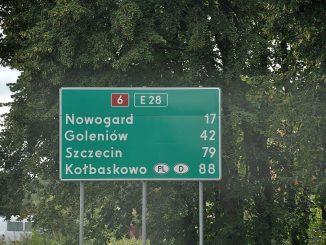 6 E 28
Nowogard 17
Goleniów 42
Szczecin 79
Kołbaskowo PL D 88